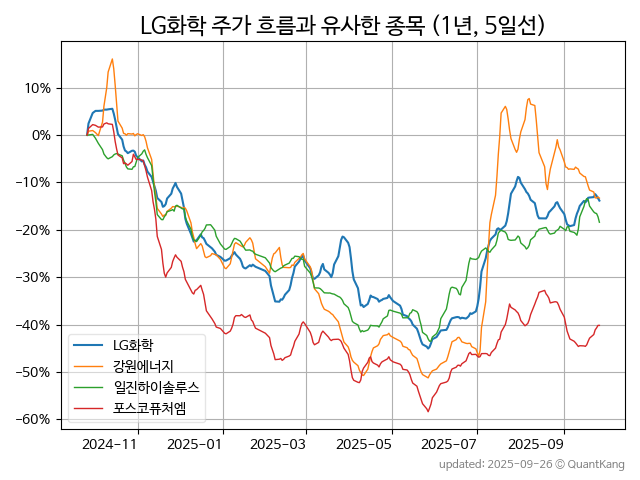 LG화학 주가 흐름과 유사한 종목 (1년, 5일선)
10%
0%
−10%
−20%
−30%
−40%
−50%
−60%
LG화학
강원에너지
일진하이솔루스
포스코퓨처엠
2024−11
2025−01
2025−03
2025−05
2025−07
2025−09
updated: 2025-09-26 © QuantKang